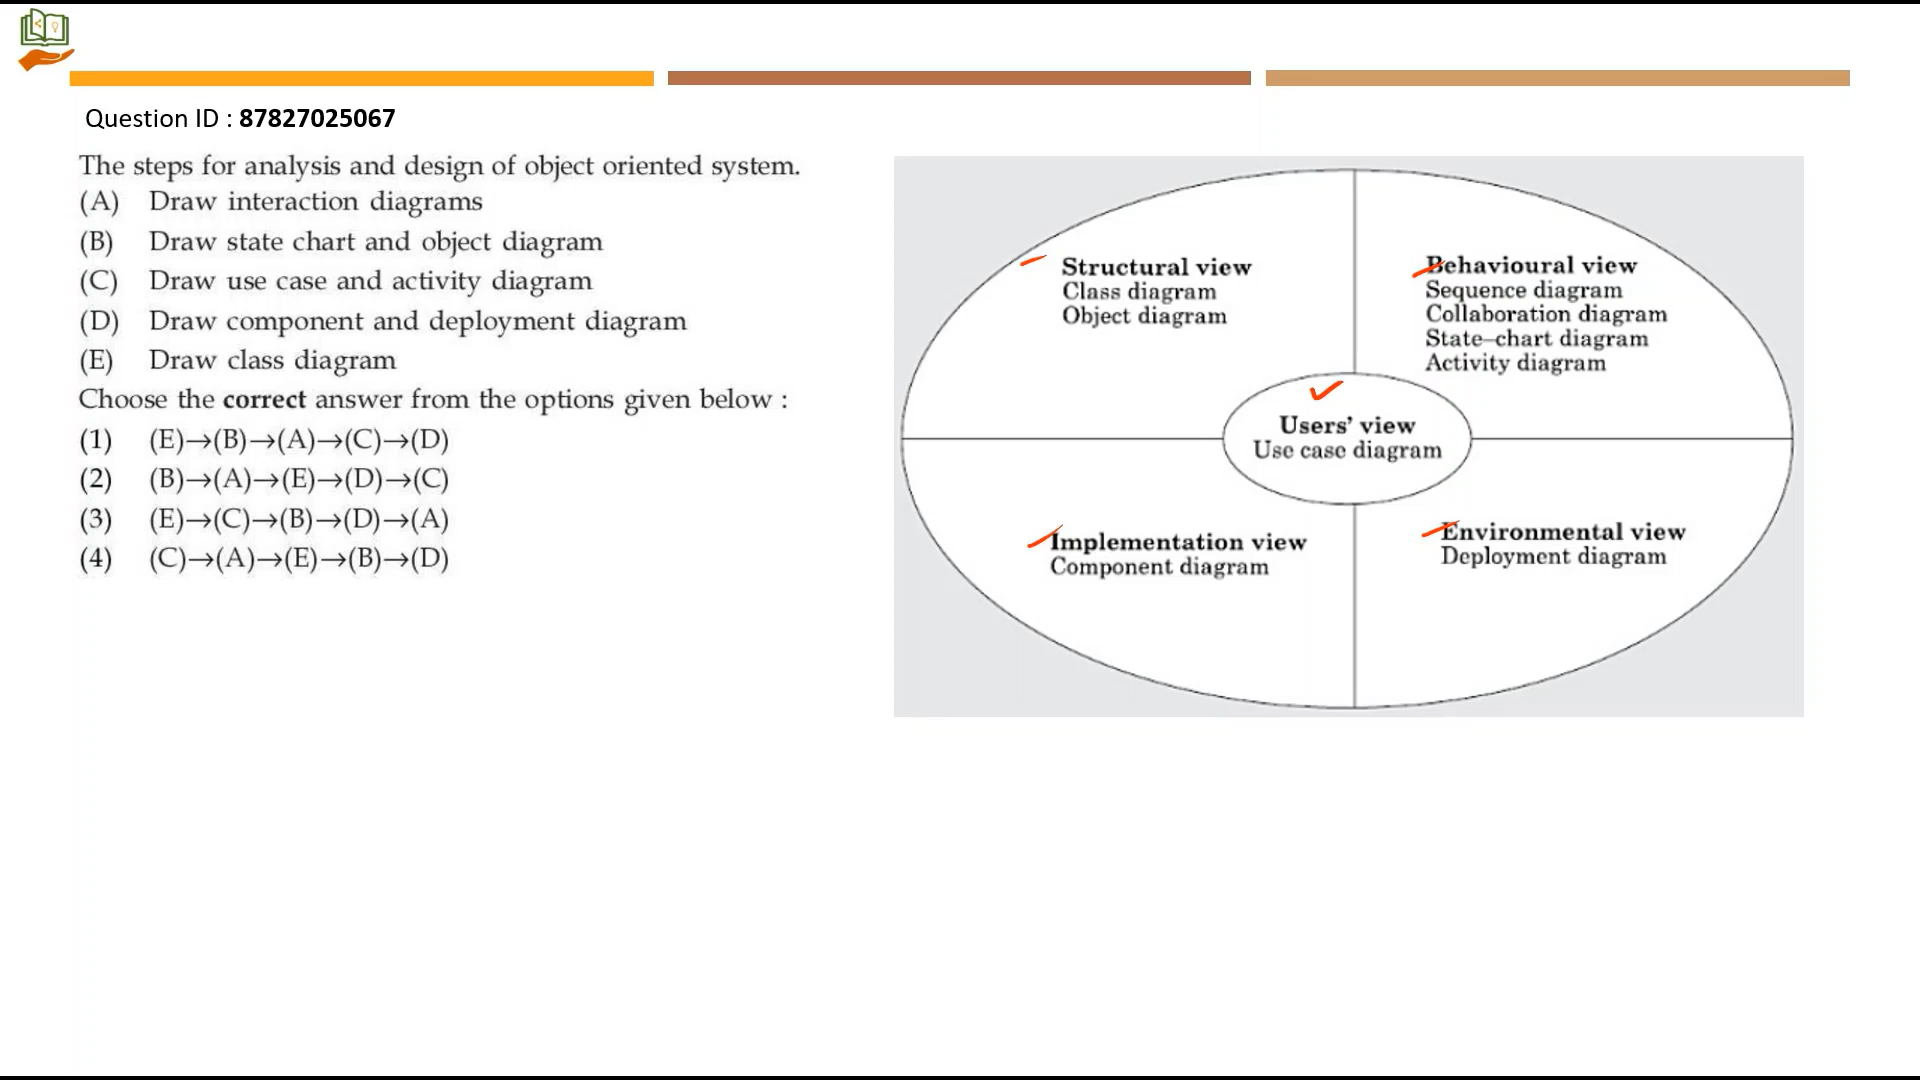 Question ID : 87827025067
The steps for analysis and design of object oriented system.
(A) Draw interaction diagrams
(B) Draw state chart and object diagram
(C) Draw use case and activity diagram
(D) Draw component and deployment diagram
(E) Draw class diagram
Choose the correct answer from the options given below :
(1) (E)→(B)→(A)→(C)→(D)
(2) (B)→(A)→(E)→(D)→(C)
(3) (E)→(C)→(B)→(D)→(A)
(4) (C)→(A)→(E)→(B)→(D)
Structural view
Class diagram
Object diagram
Behavioural view
Sequence diagram
Collaboration diagram
State–chart diagram
Activity diagram
Users' view
Use case diagram
Implementation view
Component diagram
Environmental view
Deployment diagram